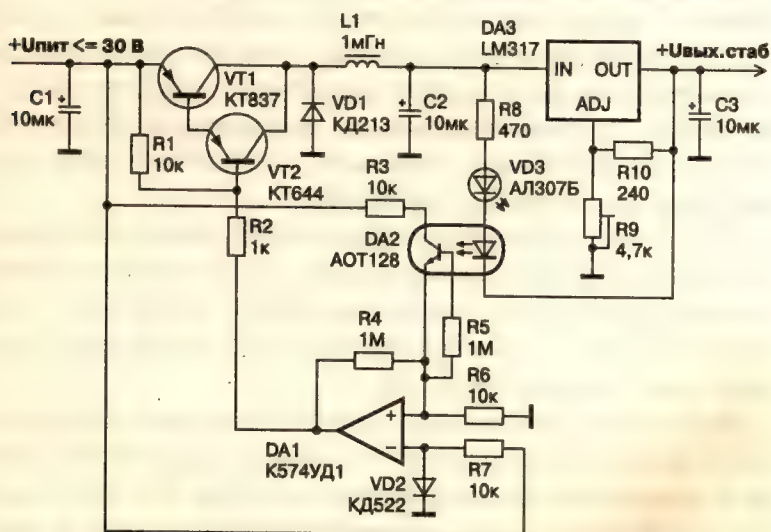 +Uпит <= 30 В
C1
10мк
R1
10к
VT1
КТ837
VT2
КТ644
VD1
КД213
L1
1мГн
C2
10мк
R8
470
VD3
АЛ307Б
DA3
LM317
IN OUT
ADJ
+Uвых.стаб
C3
10мк
R10
240
R9
4,7к
R2
1к
R3
10к
DA2
АОТ128
R4
1М
R5
1М
R6
10к
R7
10к
DA1
К574УД1
+
−
VD2
КД522